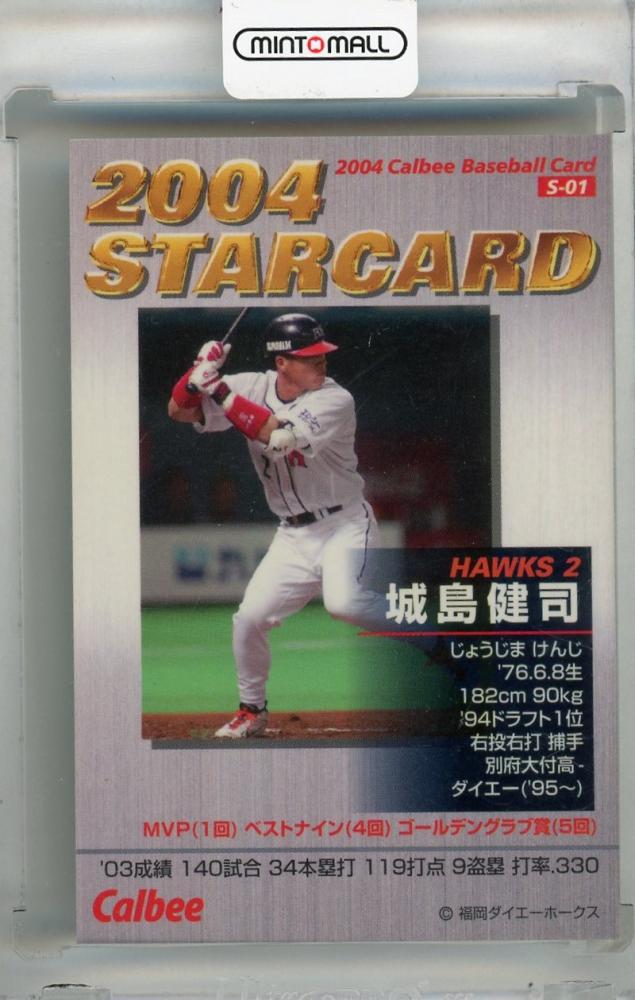 MINTMALL
2004
2004 Calbee Baseball Card
S-01
STARCARD
HAWKS 2
城島健司
じょうじま けんじ
'76.6.8生
182cm 90kg
'94ドラフト1位
右投右打 捕手
別府大付高-
ダイエー('95～)
MVP(1回) ベストナイン(4回) ゴールデングラブ賞(5回)
'03成績 140試合 34本塁打 119打点 9盗塁 打率.330
Calbee
© 福岡ダイエーホークス